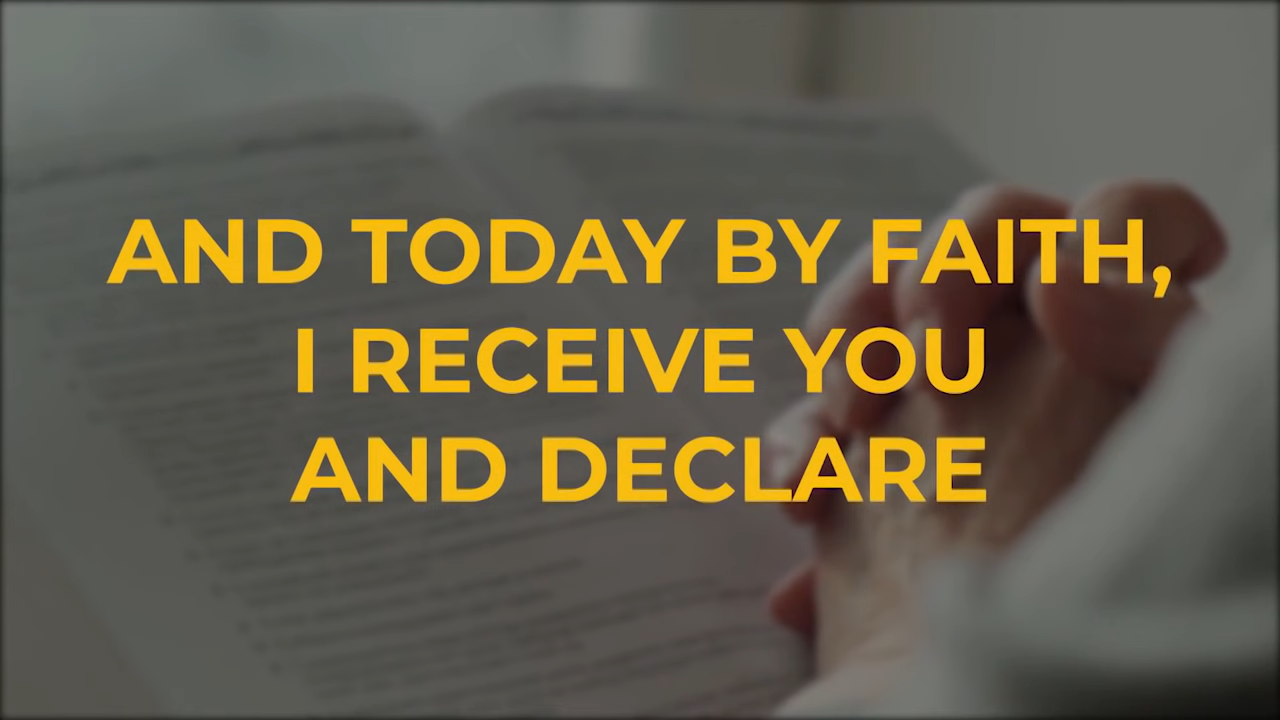 AND TODAY BY FAITH,
I RECEIVE YOU
AND DECLARE